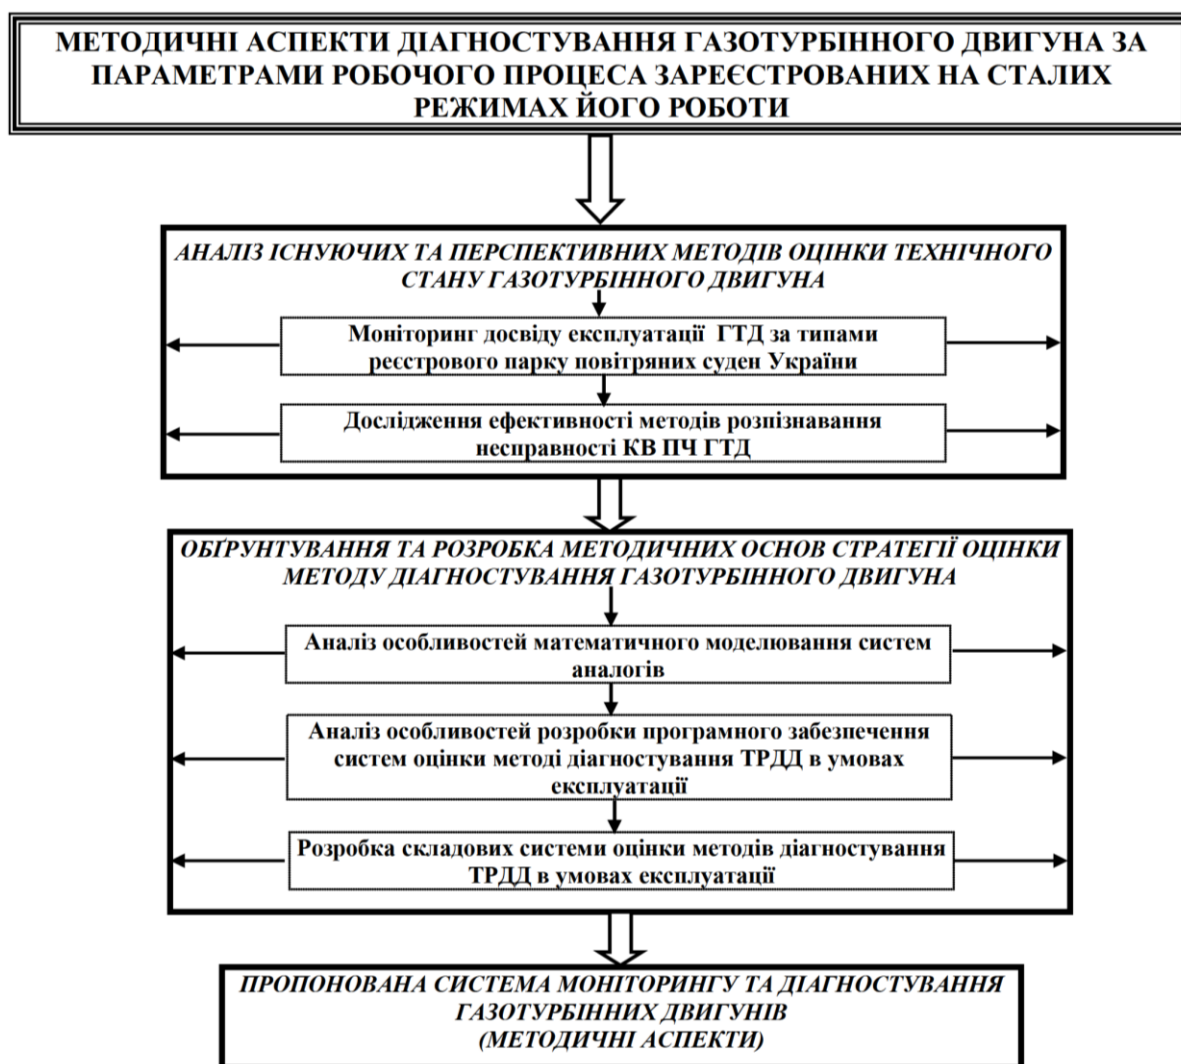 МЕТОДИЧНІ АСПЕКТИ ДІАГНОСТУВАННЯ ГАЗОТУРБІННОГО ДВИГУНА ЗА
ПАРАМЕТРАМИ РОБОЧОГО ПРОЦЕСА ЗАРЕЄСТРОВАНИХ НА СТАЛИХ
РЕЖИМАХ ЙОГО РОБОТИ
АНАЛІЗ ІСНУЮЧИХ ТА ПЕРСПЕКТИВНИХ МЕТОДІВ ОЦІНКИ ТЕХНІЧНОГО
СТАНУ ГАЗОТУРБІННОГО ДВИГУНА
Моніторинг досвіду експлуатації ГТД за типами
реєстрового парку повітряних суден України
Дослідження ефективності методів розпізнавання
несправності КВ ПЧ ГТД
ОБҐРУНТУВАННЯ ТА РОЗРОБКА МЕТОДИЧНИХ ОСНОВ СТРАТЕГІЇ ОЦІНКИ
МЕТОДУ ДІАГНОСТУВАННЯ ГАЗОТУРБІННОГО ДВИГУНА
Аналіз особливостей математичного моделювання систем
аналогів
Аналіз особливостей розробки програмного забезпечення
систем оцінки методі діагностування ТРДД в умовах
експлуатації
Розробка складових системи оцінки методів діагностування
ТРДД в умовах експлуатації
ПРОПОНОВАНА СИСТЕМА МОНІТОРИНГУ ТА ДІАГНОСТУВАННЯ
ГАЗОТУРБІННИХ ДВИГУНІВ
(МЕТОДИЧНІ АСПЕКТИ)